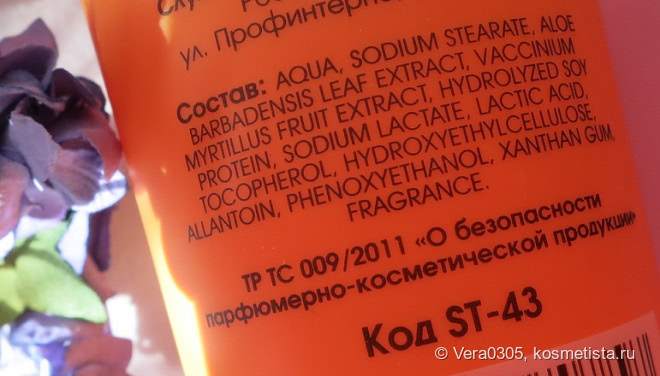 ул. Профинтерно
Состав: AQUA, SODIUM STEARATE, ALOE
BARBADENSIS LEAF EXTRACT, VACCINIUM
MYRTILLUS FRUIT EXTRACT, HYDROLYZED SOY
PROTEIN, SODIUM LACTATE, LACTIC ACID,
TOCOPHEROL, HYDROXYETHYLCELLULOSE,
ALLANTOIN, PHENOXYETHANOL, XANTHAN GUM,
FRAGRANCE.
ТР ТС 009/2011 «О безопасности
парфюмерно-косметической продукции»
Код ST-43
© Vera0305, kosmetista.ru